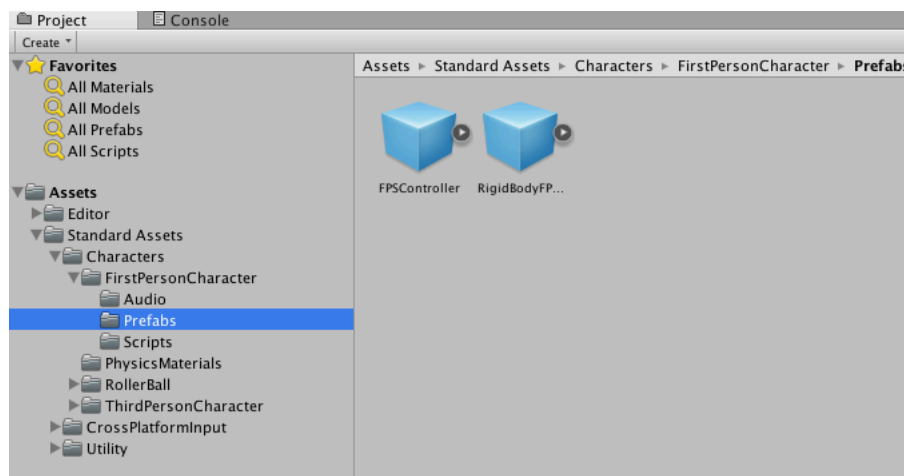 Project
Console
Create
Favorites
All Materials
All Models
All Prefabs
All Scripts
Assets
Editor
Standard Assets
Characters
FirstPersonCharacter
Audio
Prefabs
Scripts
PhysicsMaterials
RollerBall
ThirdPersonCharacter
CrossPlatformInput
Utility
Assets Standard Assets Characters FirstPersonCharacter Prefabs
FPSController RigidBodyFP...